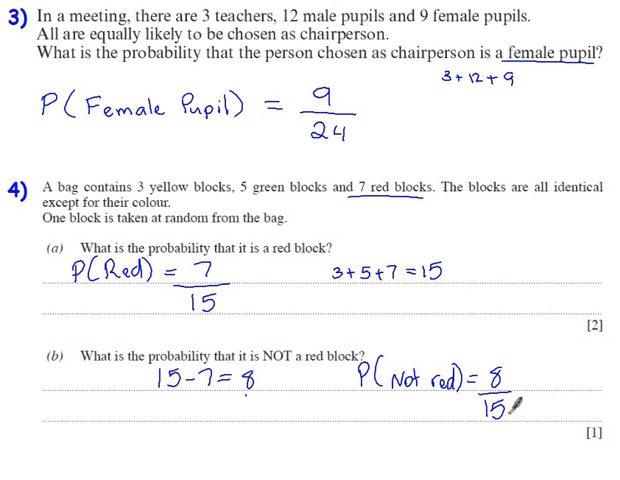 3) In a meeting, there are 3 teachers, 12 male pupils and 9 female pupils.
All are equally likely to be chosen as chairperson.
What is the probability that the person chosen as chairperson is a female pupil?
3 + 12 + 9
P( Female Pupil ) = 9
24
4) A bag contains 3 yellow blocks, 5 green blocks and 7 red blocks. The blocks are all identical
except for their colour.
One block is taken at random from the bag.
(a) What is the probability that it is a red block?
P(Red) = 7 3+5+7=15
15
[2]
(b) What is the probability that it is NOT a red block?
15-7=8 P( Not red) = 8
15
[1]